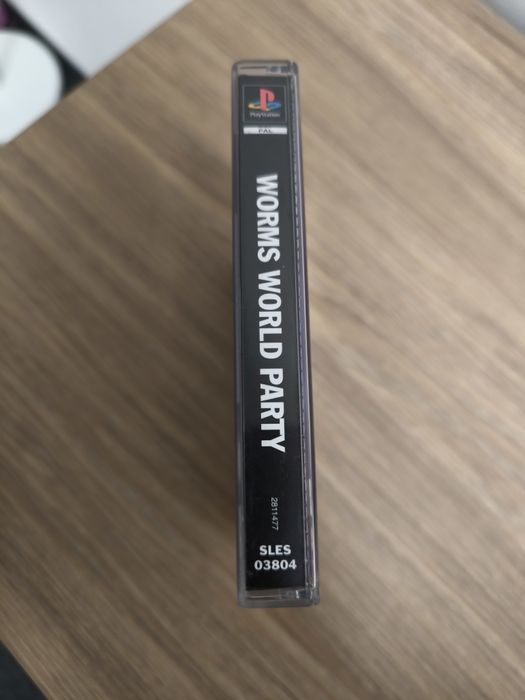 PlayStation
PAL
WORMS WORLD PARTY
2811477
SLES
03804